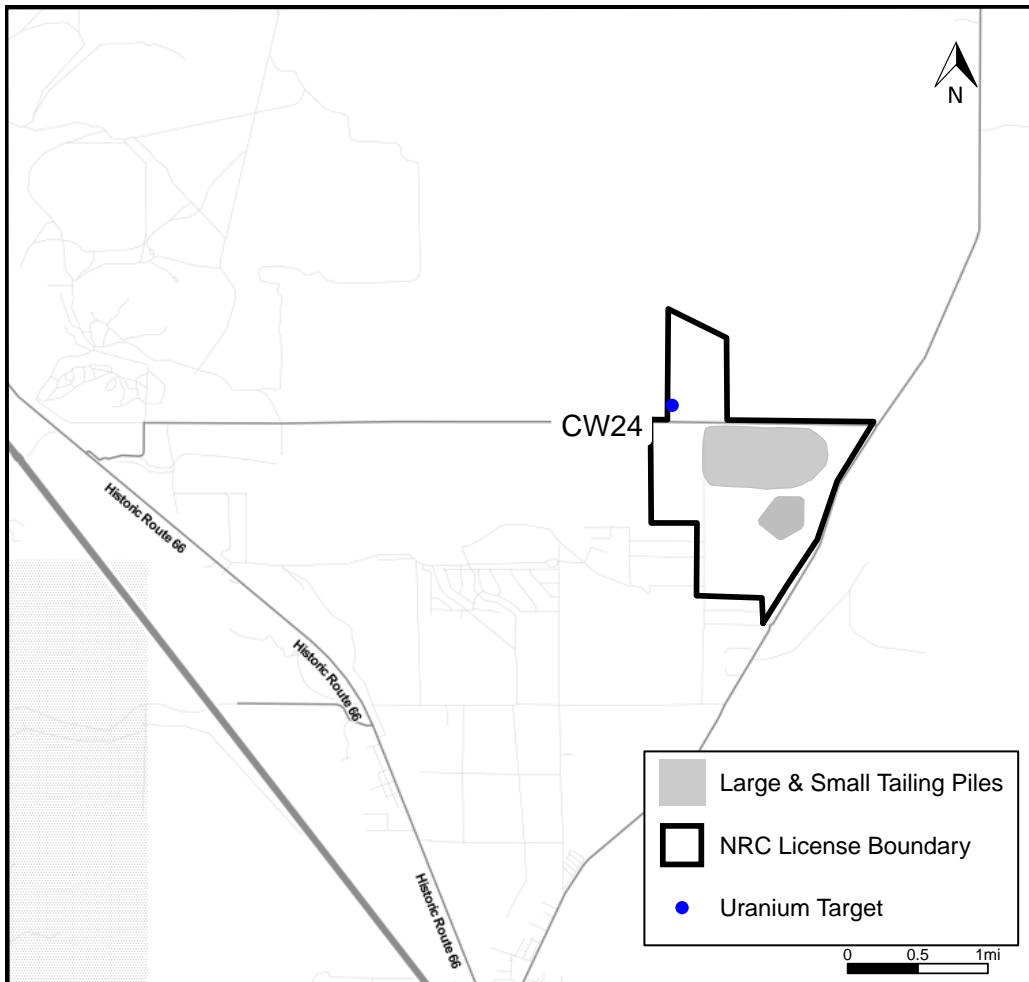 N
CW24
Historic Route 66
Historic Route 66
Historic Route 66
Large & Small Tailing Piles
NRC License Boundary
Uranium Target
0 0.5 1mi